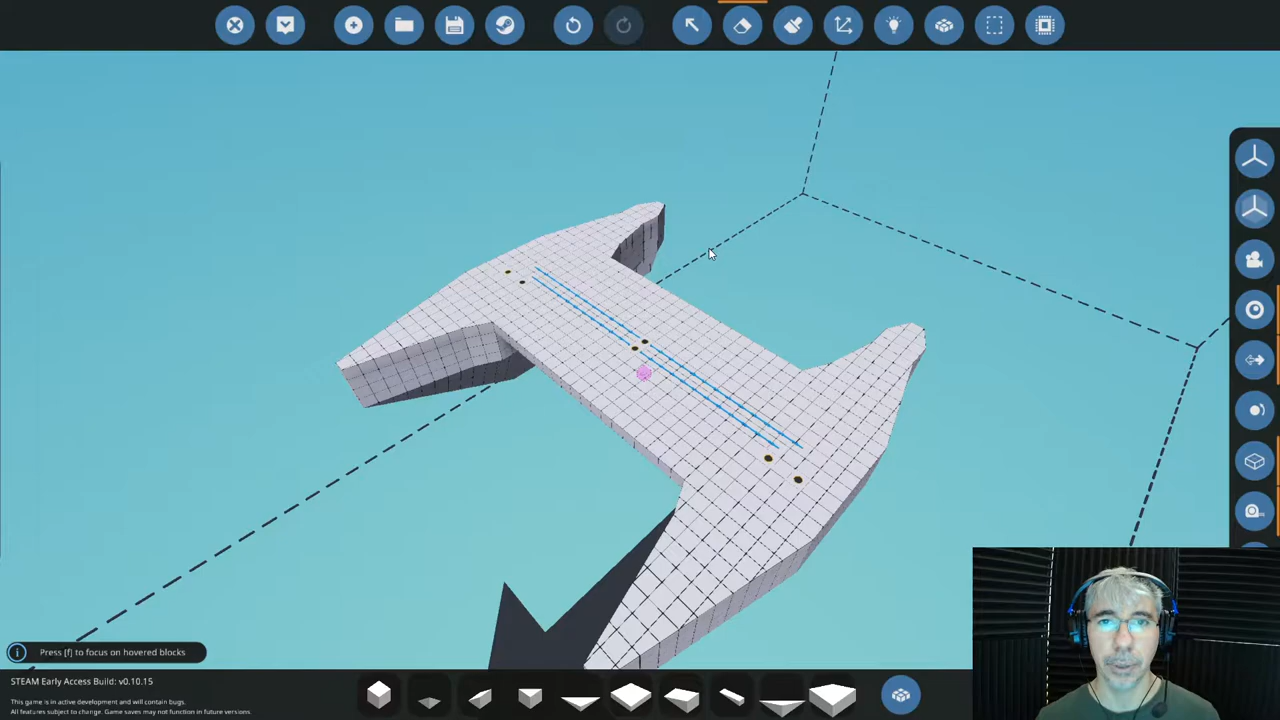 Press [f] to focus on hovered blocks
STEAM Early Access Build: v0.10.15
This game is in active development and will contain bugs.
All features subject to change. Game saves may not function in future versions.